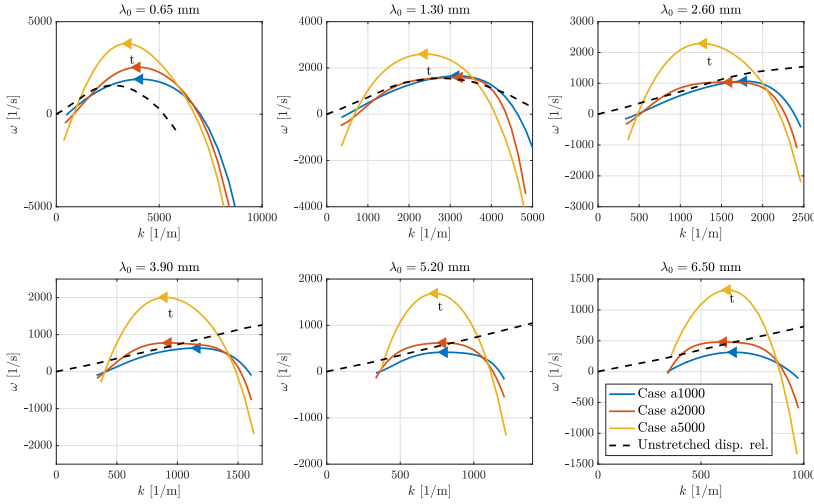 λ₀ = 0.65 mm
5000
0
-5000
ω [1/s]
t
0
5000
10000
k [1/m]
λ₀ = 1.30 mm
4000
2000
0
-2000
-4000
ω [1/s]
t
0
1000
2000
3000
4000
5000
k [1/m]
λ₀ = 2.60 mm
3000
2000
1000
0
-1000
-2000
-3000
ω [1/s]
t
0
500
1000
1500
2000
2500
k [1/m]
λ₀ = 3.90 mm
2000
1000
0
-1000
-2000
ω [1/s]
t
0
500
1000
1500
k [1/m]
λ₀ = 5.20 mm
2000
1000
0
-1000
-2000
ω [1/s]
t
0
500
1000
k [1/m]
λ₀ = 6.50 mm
1500
1000
500
0
-500
-1000
-1500
ω [1/s]
t
Case a1000
Case a2000
Case a5000
Unstretched disp. rel.
0
500
1000
k [1/m]